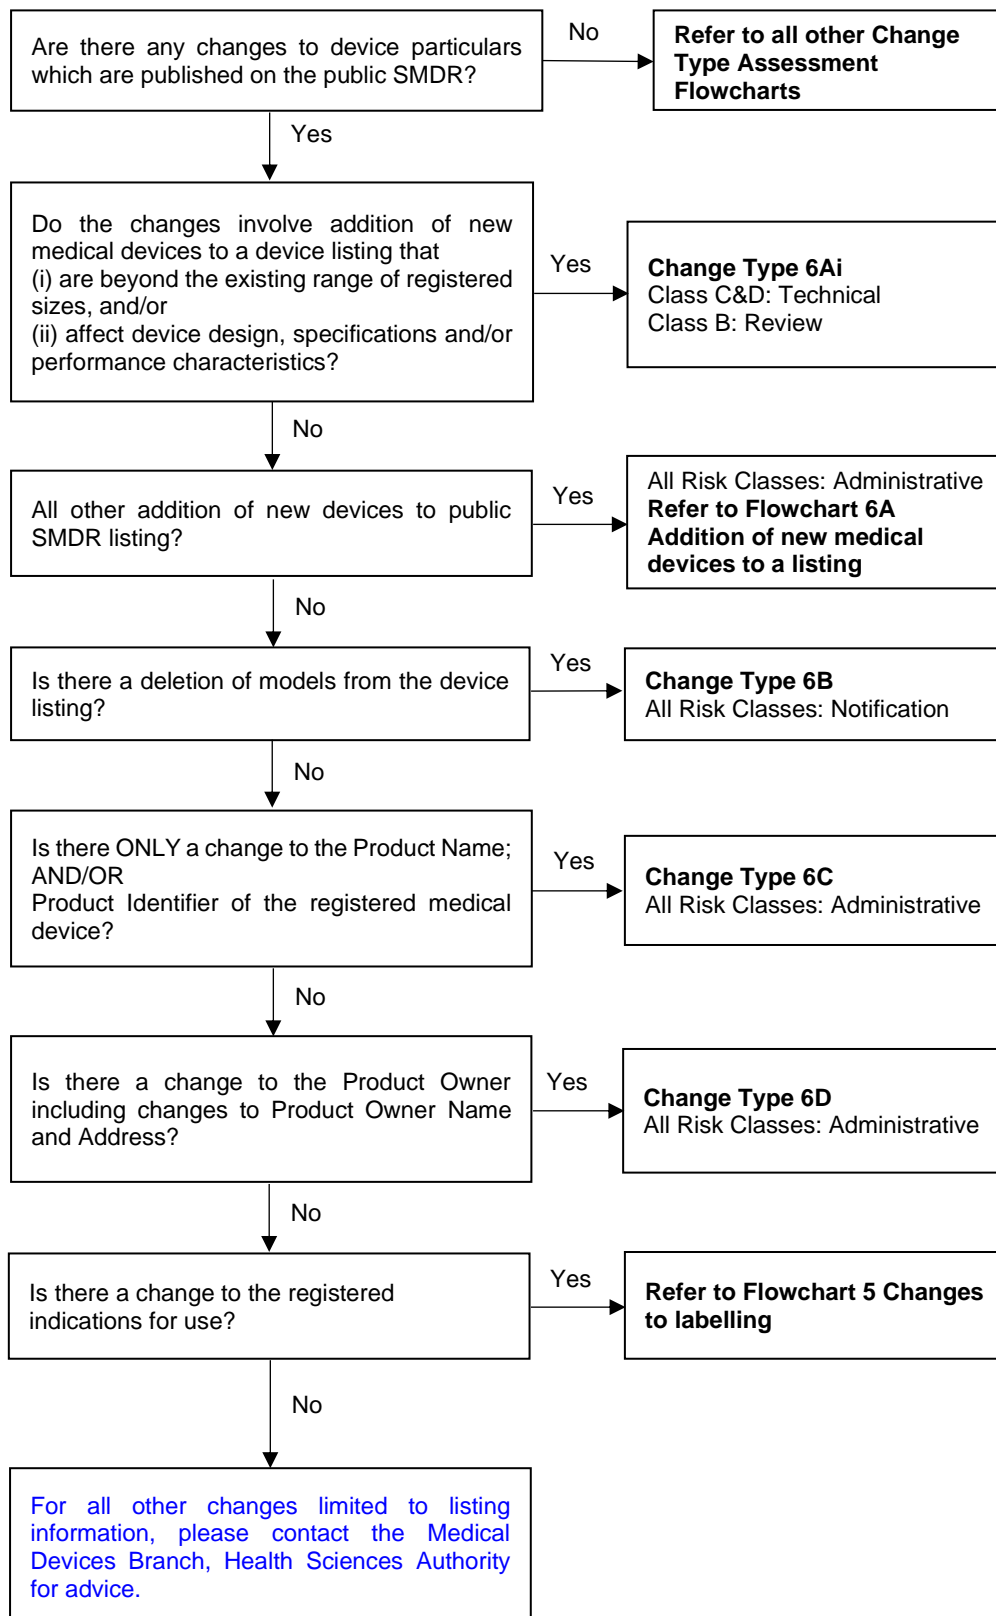 Are there any changes to device particulars
which are published on the public SMDR?
No
Refer to all other Change
Type Assessment
Flowcharts
Yes
Do the changes involve addition of new
medical devices to a device listing that
(i) are beyond the existing range of registered
sizes, and/or
(ii) affect device design, specifications and/or
performance characteristics?
Yes
Change Type 6Ai
Class C&D: Technical
Class B: Review
No
All other addition of new devices to public
SMDR listing?
Yes
All Risk Classes: Administrative
Refer to Flowchart 6A
Addition of new medical
devices to a listing
No
Is there a deletion of models from the device
listing?
Yes
Change Type 6B
All Risk Classes: Notification
No
Is there ONLY a change to the Product Name;
AND/OR
Product Identifier of the registered medical
device?
Yes
Change Type 6C
All Risk Classes: Administrative
No
Is there a change to the Product Owner
including changes to Product Owner Name
and Address?
Yes
Change Type 6D
All Risk Classes: Administrative
No
Is there a change to the registered
indications for use?
Yes
Refer to Flowchart 5 Changes
to labelling
No
For all other changes limited to listing
information, please contact the Medical
Devices Branch, Health Sciences Authority
for advice.